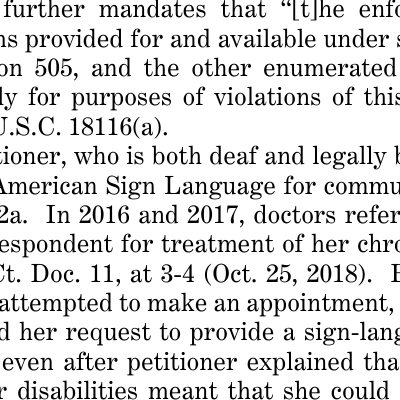 further mandates that “[t]he enfo
ns provided for and available under s
on 505, and the other enumerated
ly for purposes of violations of this
U.S.C. 18116(a).
tioner, who is both deaf and legally b
American Sign Language for commu
2a. In 2016 and 2017, doctors refer
espondent for treatment of her chro
Ct. Doc. 11, at 3-4 (Oct. 25, 2018). 
attempted to make an appointment,
d her request to provide a sign-lang
even after petitioner explained tha
r disabilities meant that she could